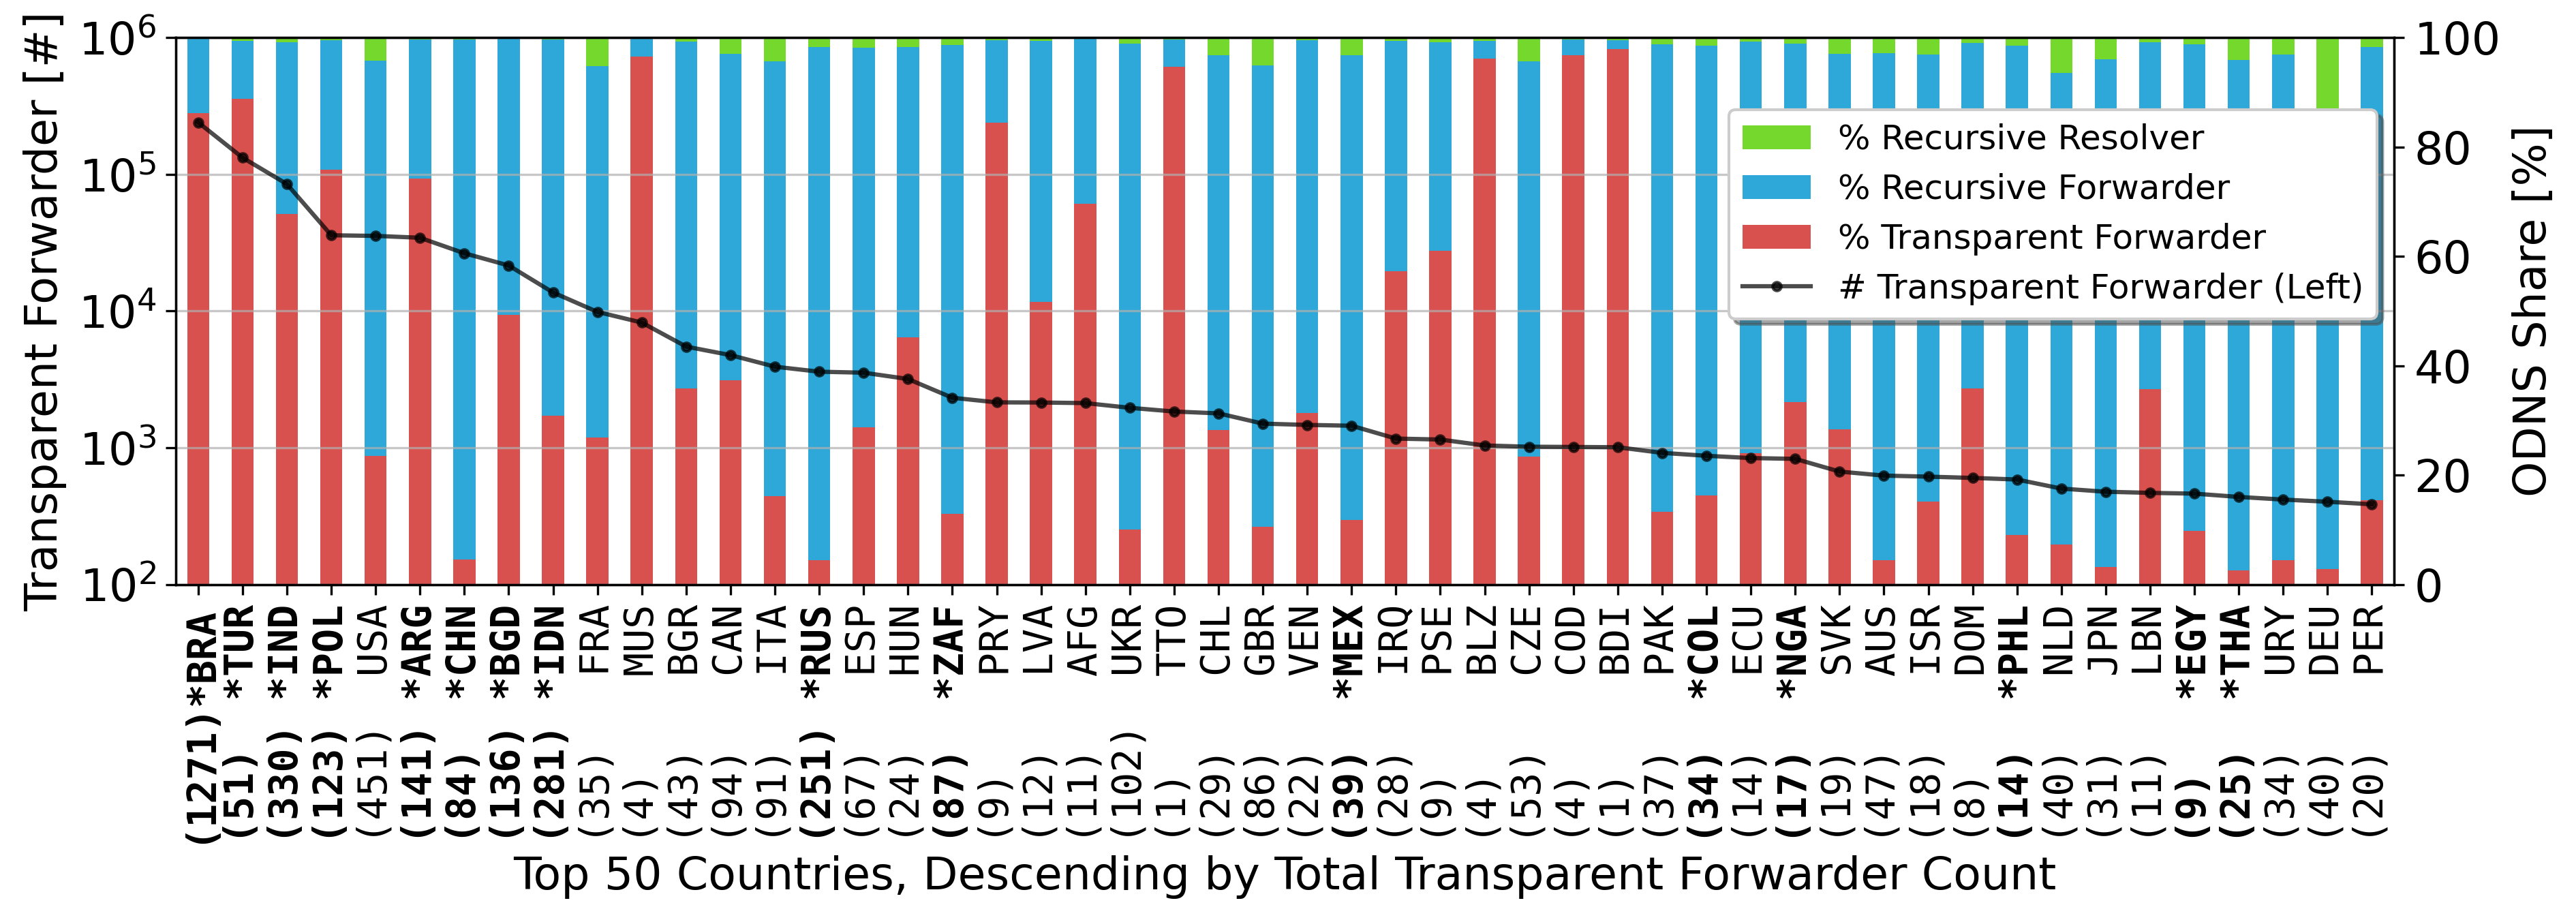 Transparent Forwarder [#]
10^6
10^5
10^4
10^3
10^2
100
80
60
40
20
0
ODNS Share [%]
% Recursive Resolver
% Recursive Forwarder
% Transparent Forwarder
# Transparent Forwarder (Left)
(1271)*BRA
(51) *TUR
(330) *IND
(123) *POL
(451) USA
(141) *ARG
(84) *CHN
(136) *BGD
(281) *IDN
(35) FRA
(4) MUS
(43) BGR
(94) CAN
(91) ITA
(251) *RUS
(67) ESP
(24) HUN
(87) *ZAF
(9) PRY
(12) LVA
(11) AFG
(102) UKR
(1) TTO
(29) CHL
(86) GBR
(22) VEN
(39) *MEX
(28) IRQ
(9) PSE
(4) BLZ
(53) CZE
(4) COD
(1) BDI
(37) PAK
(34) *COL
(14) ECU
(17) *NGA
(19) SVK
(47) AUS
(18) ISR
(8) DOM
(14) *PHL
(40) NLD
(31) JPN
(11) LBN
(9) *EGY
(25) *THA
(34) URY
(40) DEU
(20) PER
Top 50 Countries, Descending by Total Transparent Forwarder Count